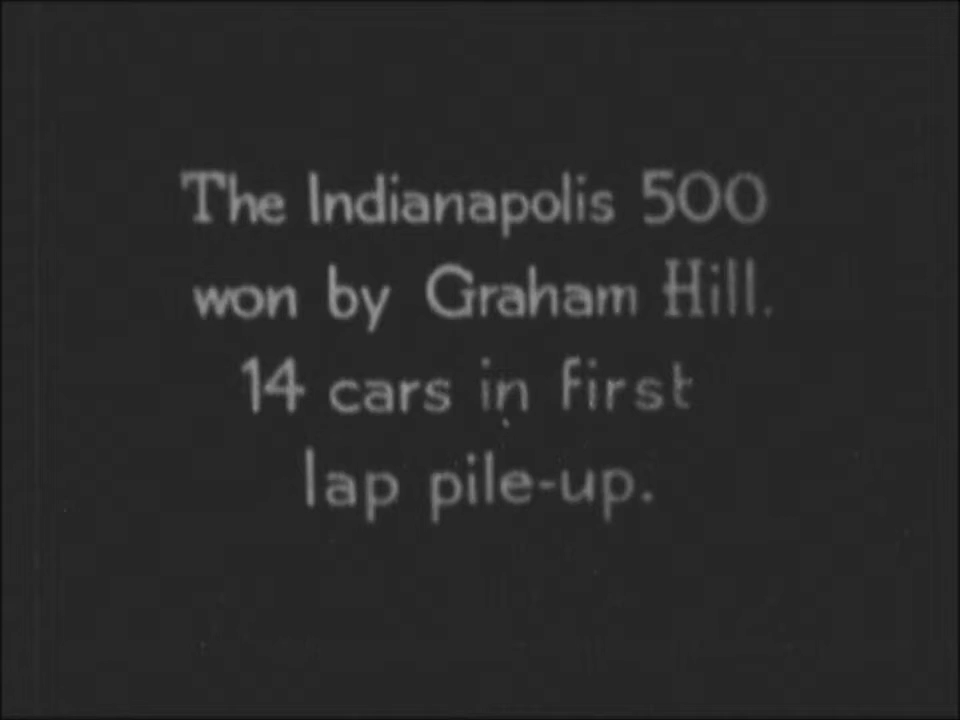 The Indianapolis 500
won by Graham Hill.
14 cars in first
lap pile-up.